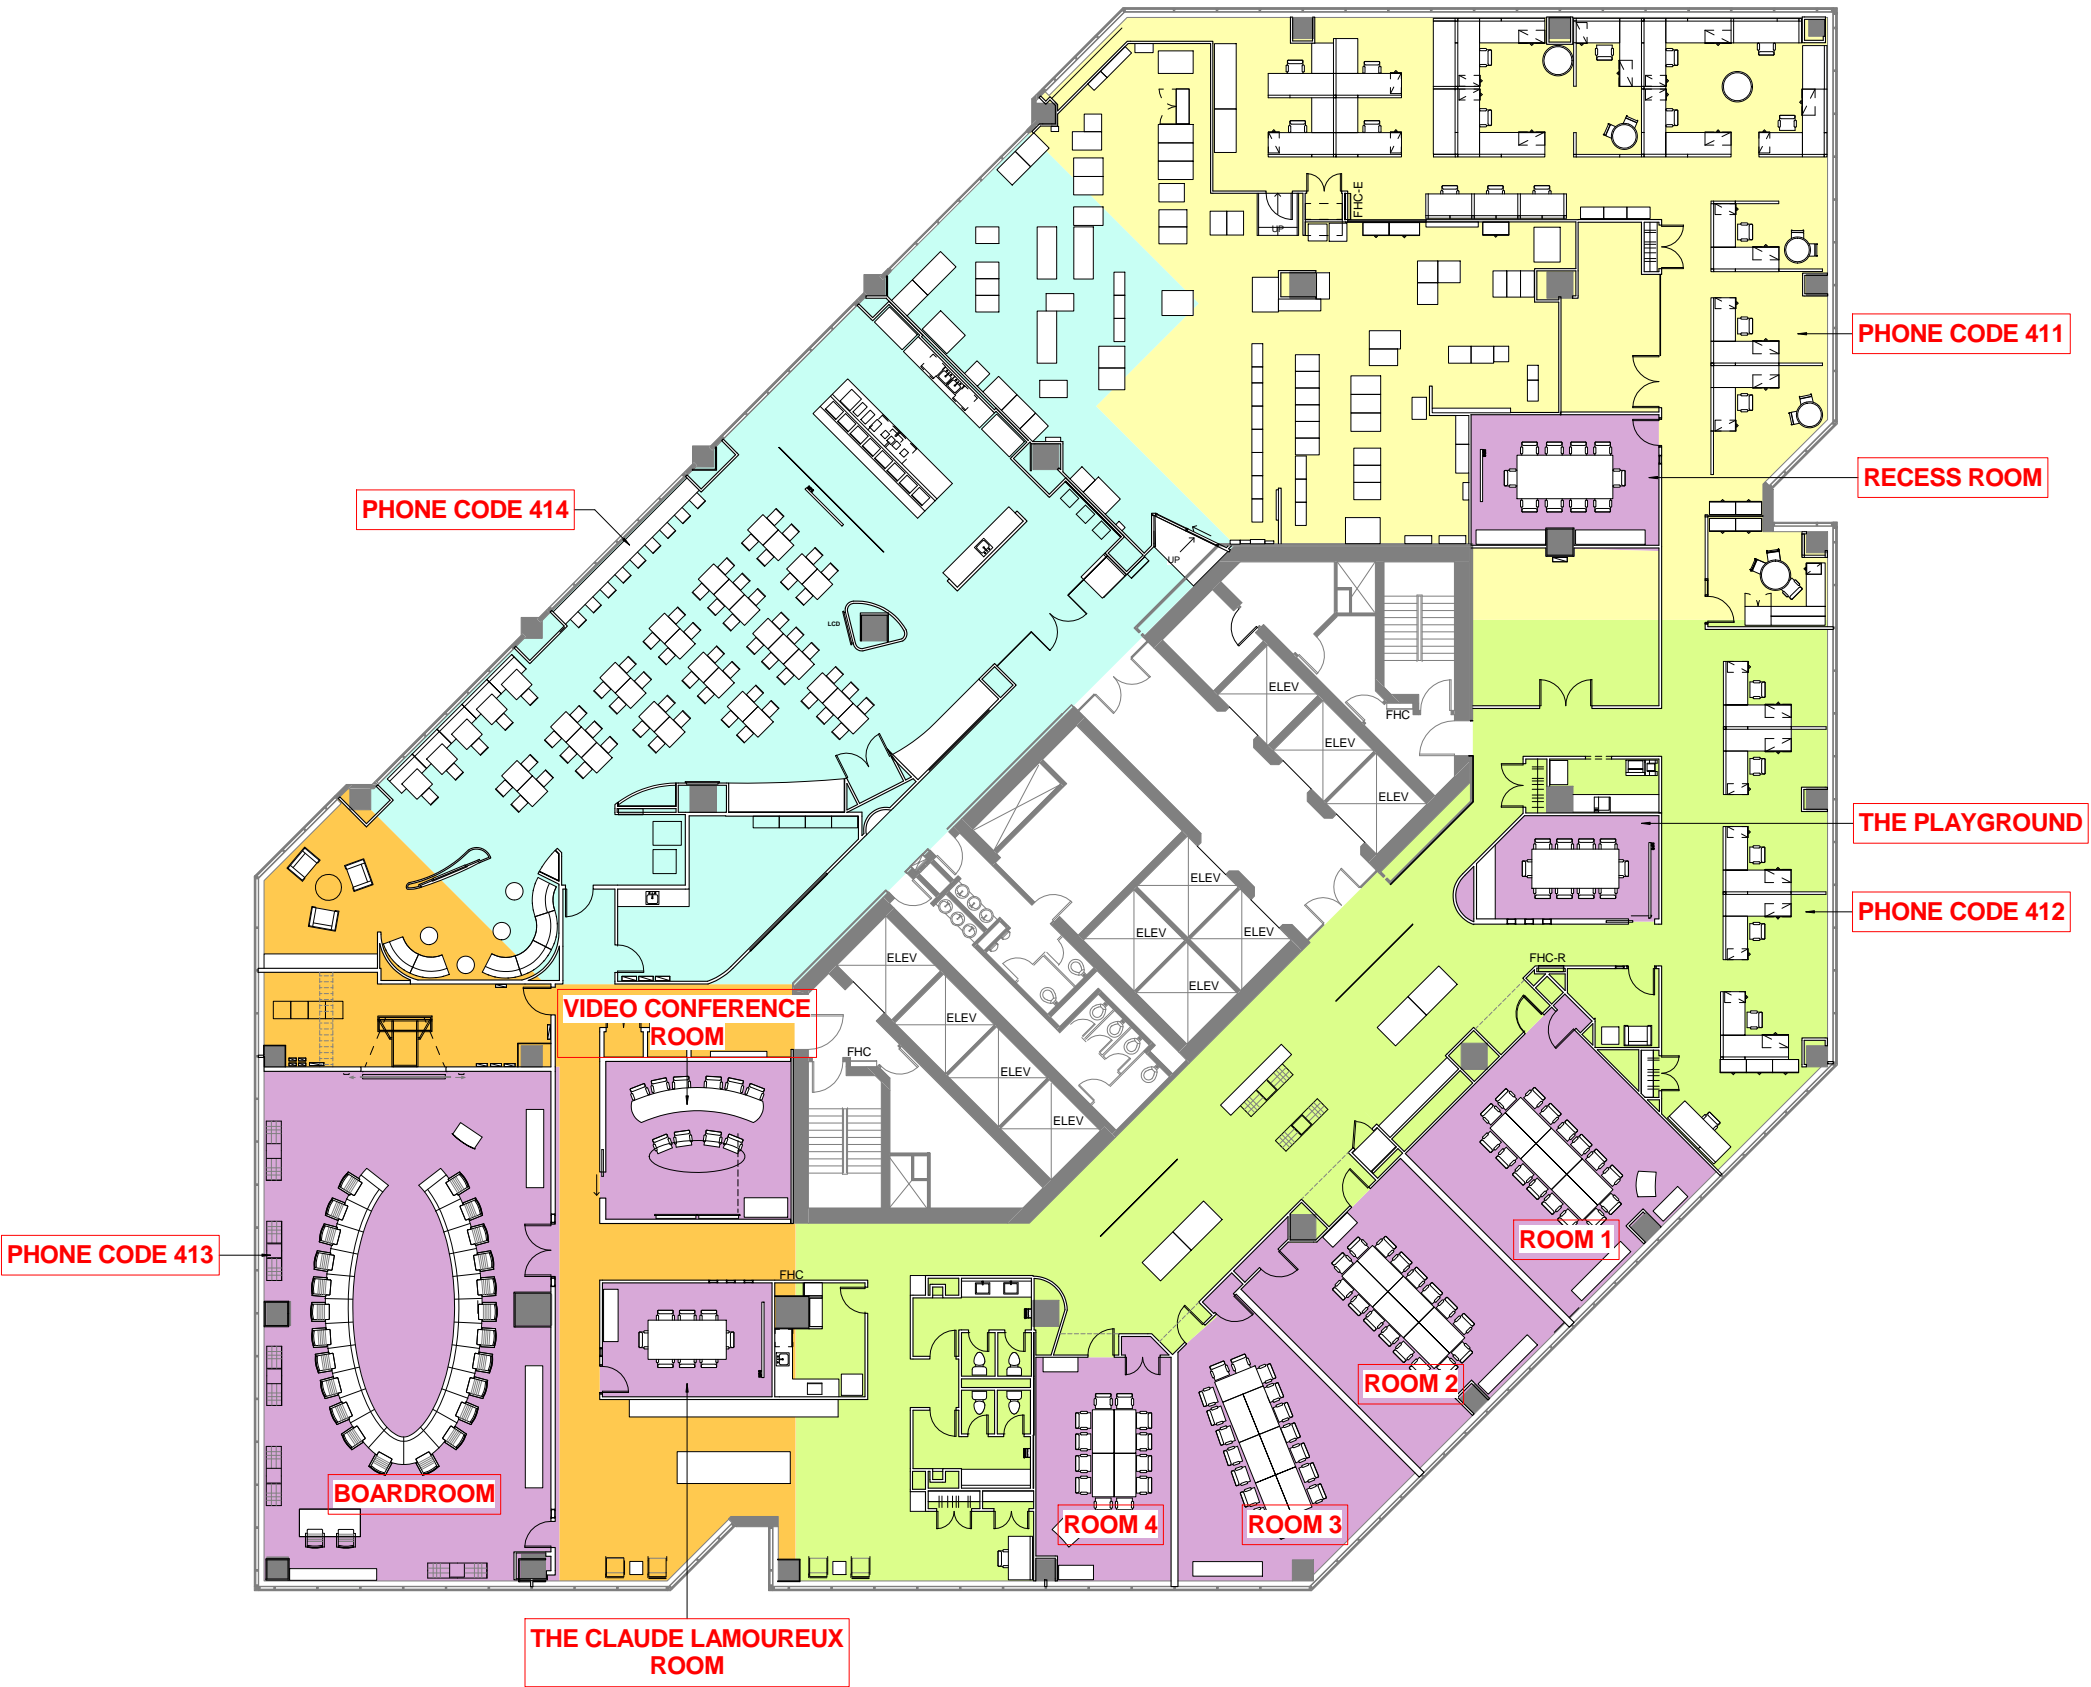 FHC-E
UP
PHONE CODE 411
RECESS ROOM
PHONE CODE 414
UP
LCD
ELEV
FHC
ELEV
ELEV
THE PLAYGROUND
ELEV
PHONE CODE 412
ELEV
ELEV
ELEV
FHC-R
ELEV
VIDEO CONFERENCE
ROOM
ELEV
FHC
ELEV
ELEV
PHONE CODE 413
ROOM 1
FHC
ROOM 2
BOARDROOM
ROOM 4
ROOM 3
THE CLAUDE LAMOUREUX
ROOM